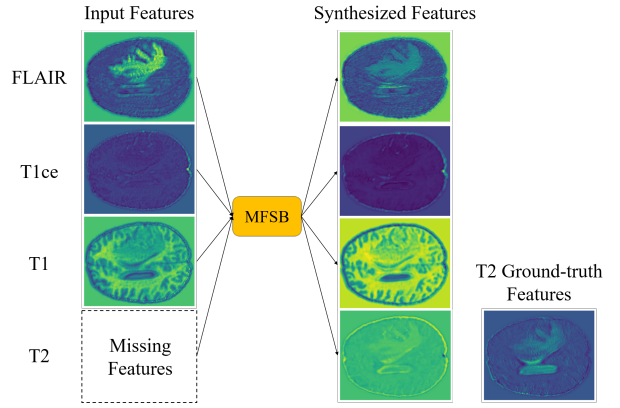 Input Features
Synthesized Features
FLAIR
T1ce
MFSB
T1
T2 Ground-truth
Features
T2
Missing
Features